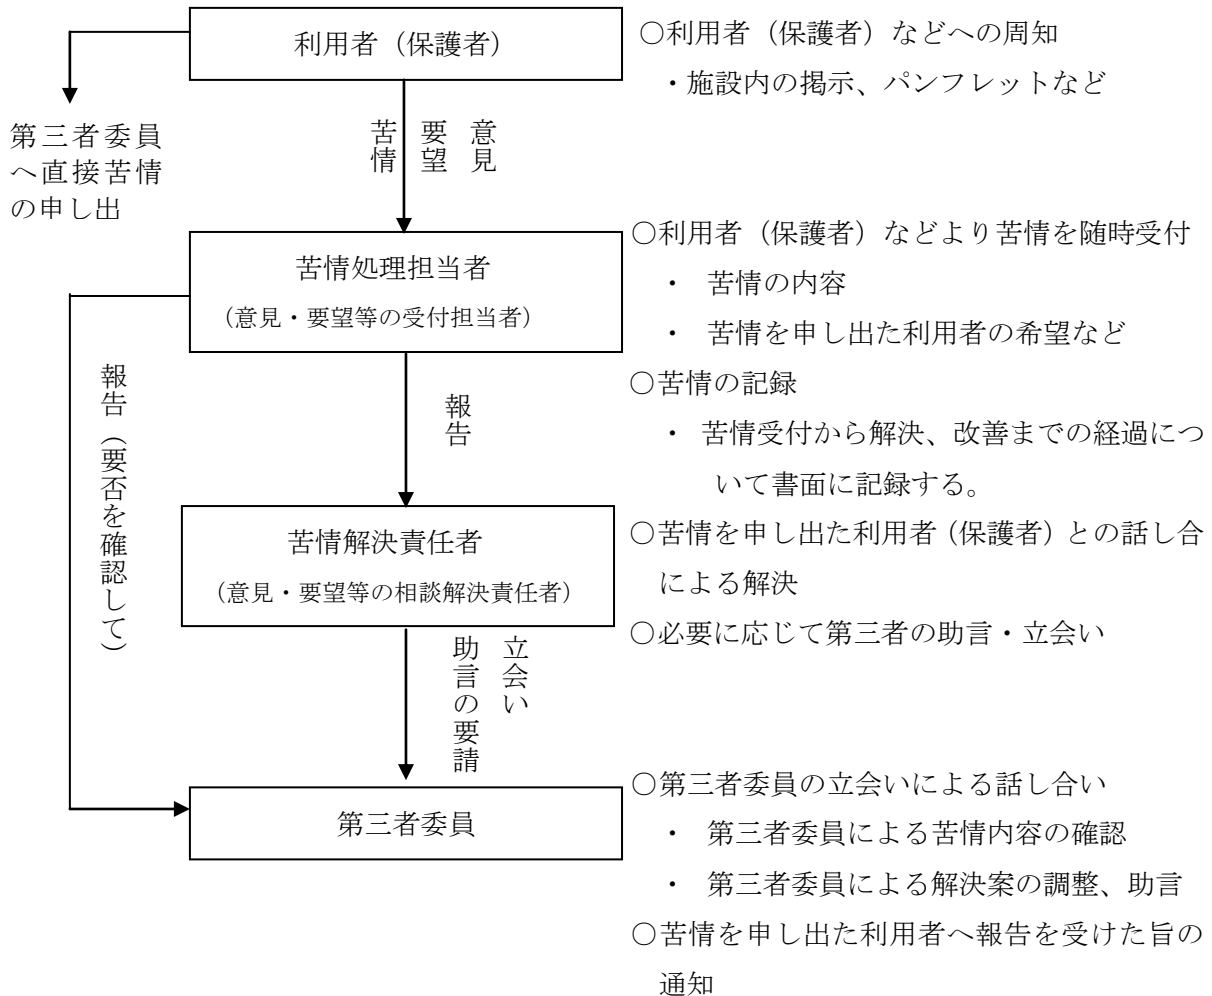 利用者（保護者）
○利用者（保護者）などへの周知
・施設内の掲示、パンフレットなど
第三者委員
へ直接苦情
の申し出
意見
要望
苦情
苦情処理担当者
（意見・要望等の受付担当者）
○利用者（保護者）などより苦情を随時受付
・ 苦情の内容
・ 苦情を申し出た利用者の希望など
○苦情の記録
・ 苦情受付から解決、改善までの経過につ
いて書面に記録する。
報告（要否を確認して）
報告
苦情解決責任者
（意見・要望等の相談解決責任者）
○苦情を申し出た利用者（保護者）との話し合
による解決
○必要に応じて第三者の助言・立会い
立会い
助言の要請
第三者委員
○第三者委員の立会いによる話し合い
・ 第三者委員による苦情内容の確認
・ 第三者委員による解決案の調整、助言
○苦情を申し出た利用者へ報告を受けた旨の
通知